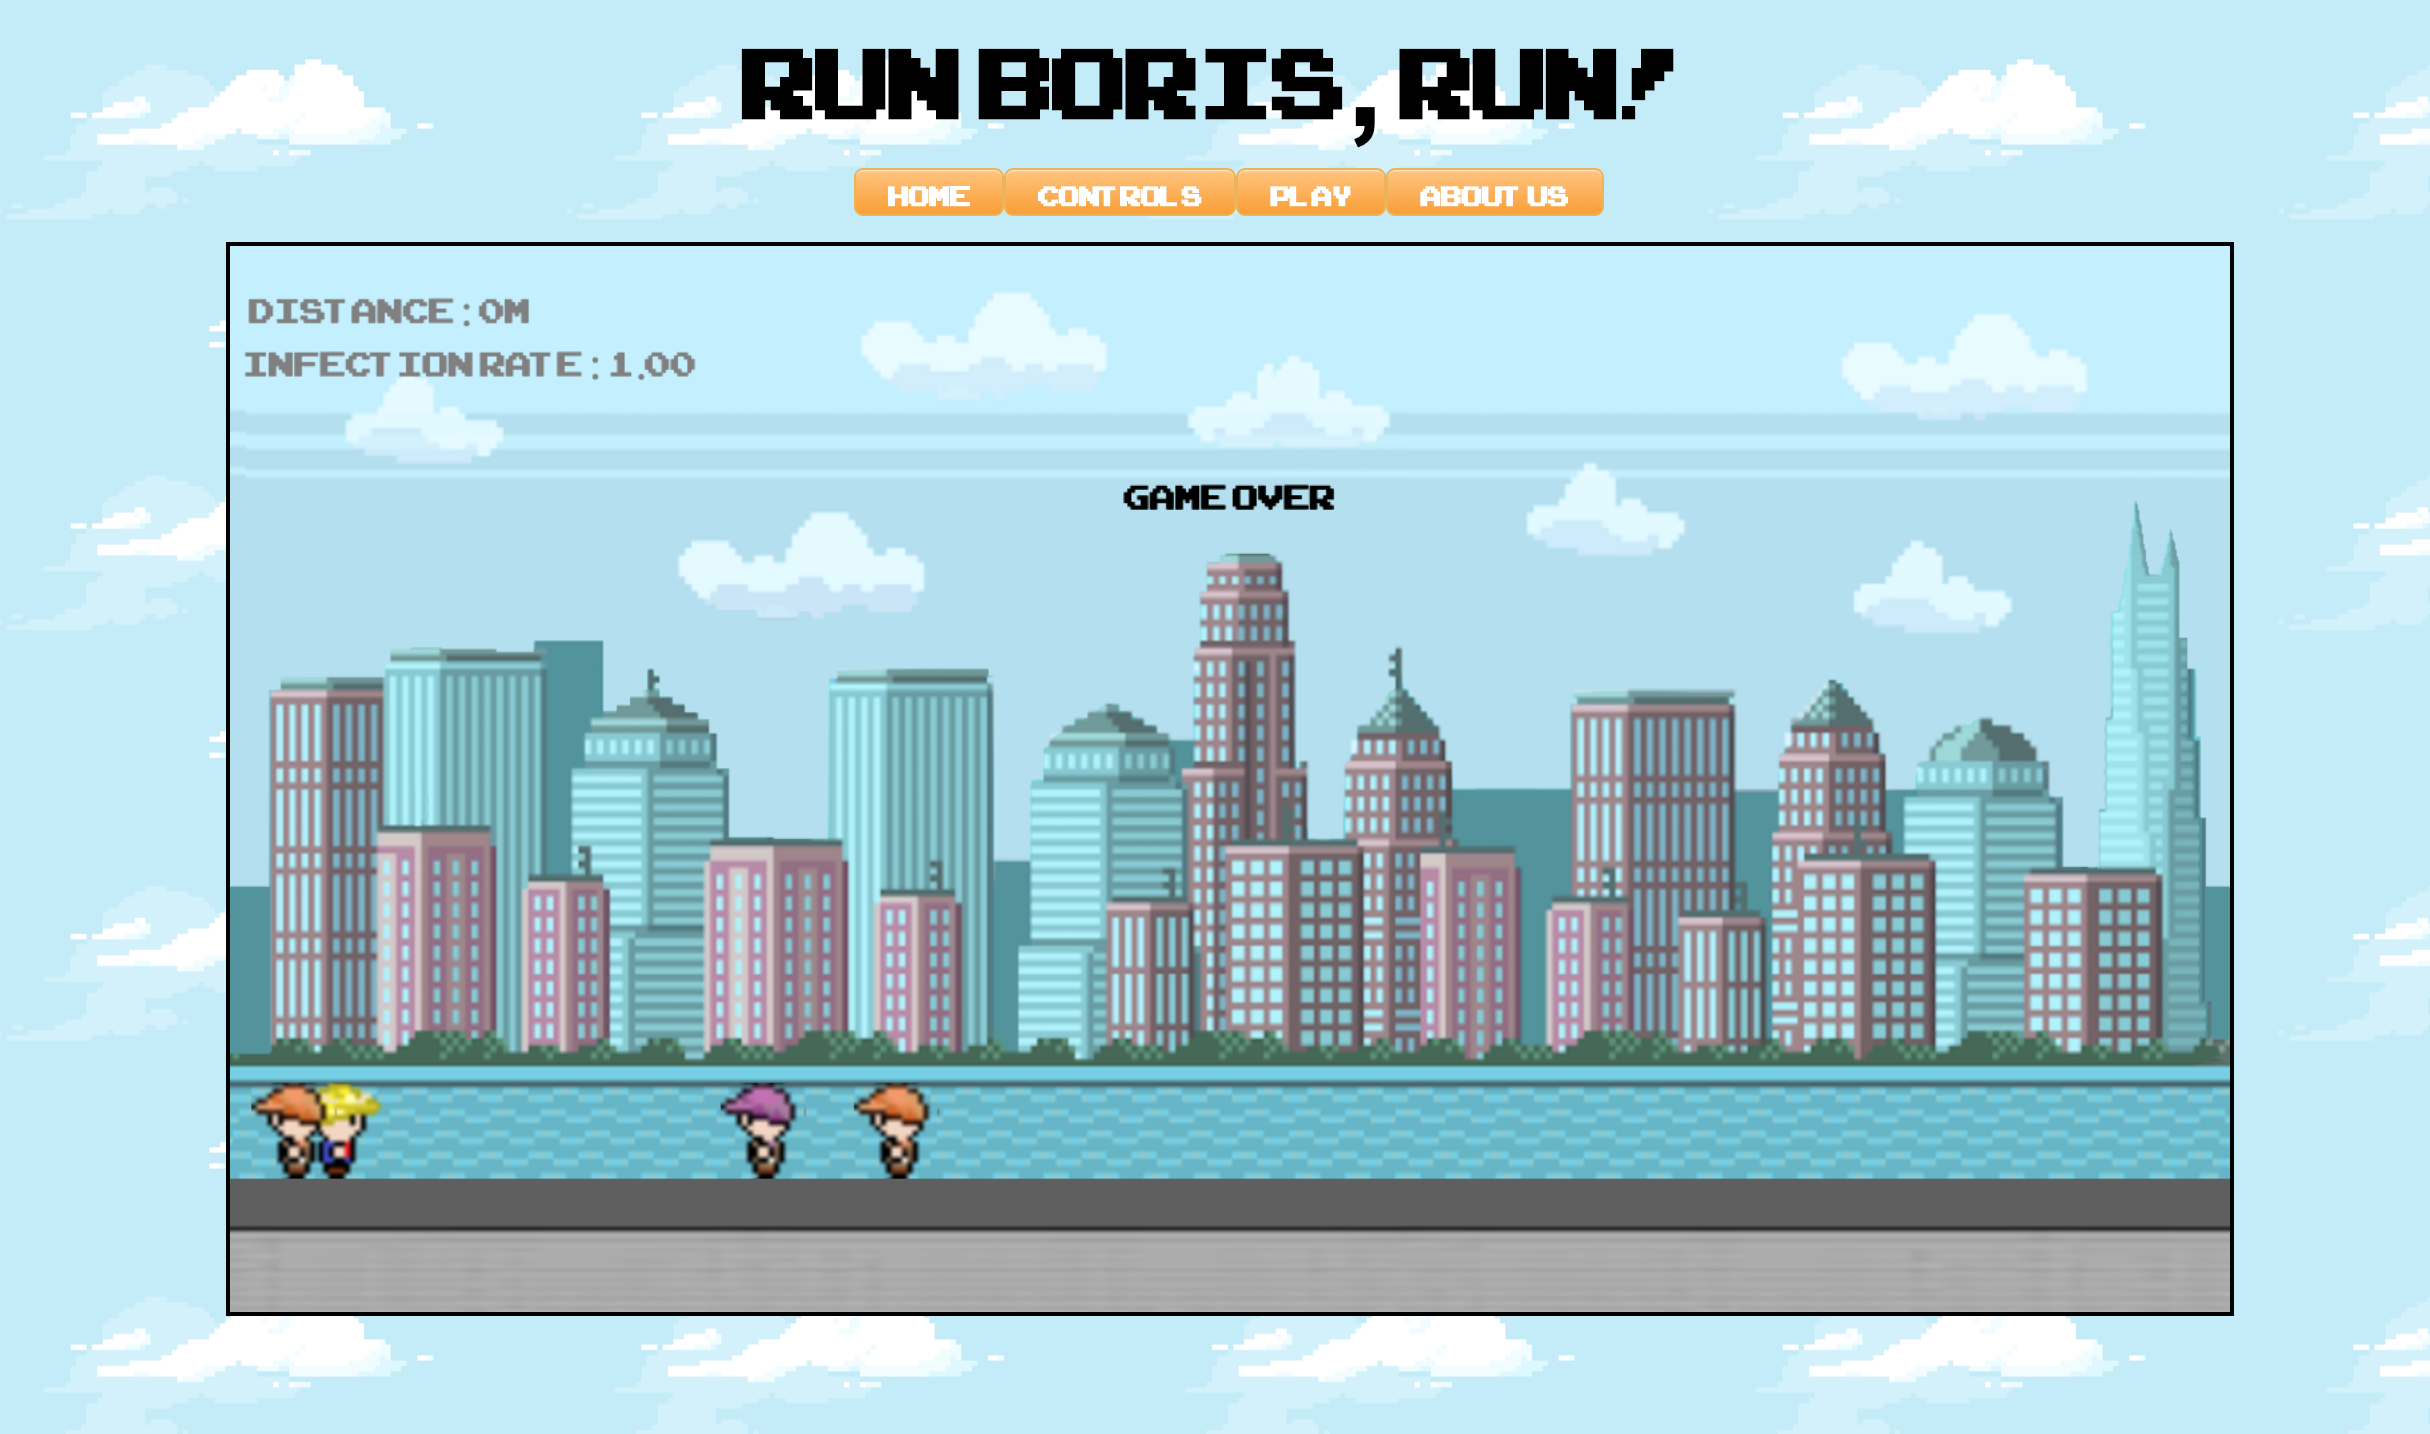 RUN BORIS, RUN!
HOME CONTROLS PLAY ABOUT US
DISTANCE: 0M
INFECTION RATE: 1.00
GAME OVER